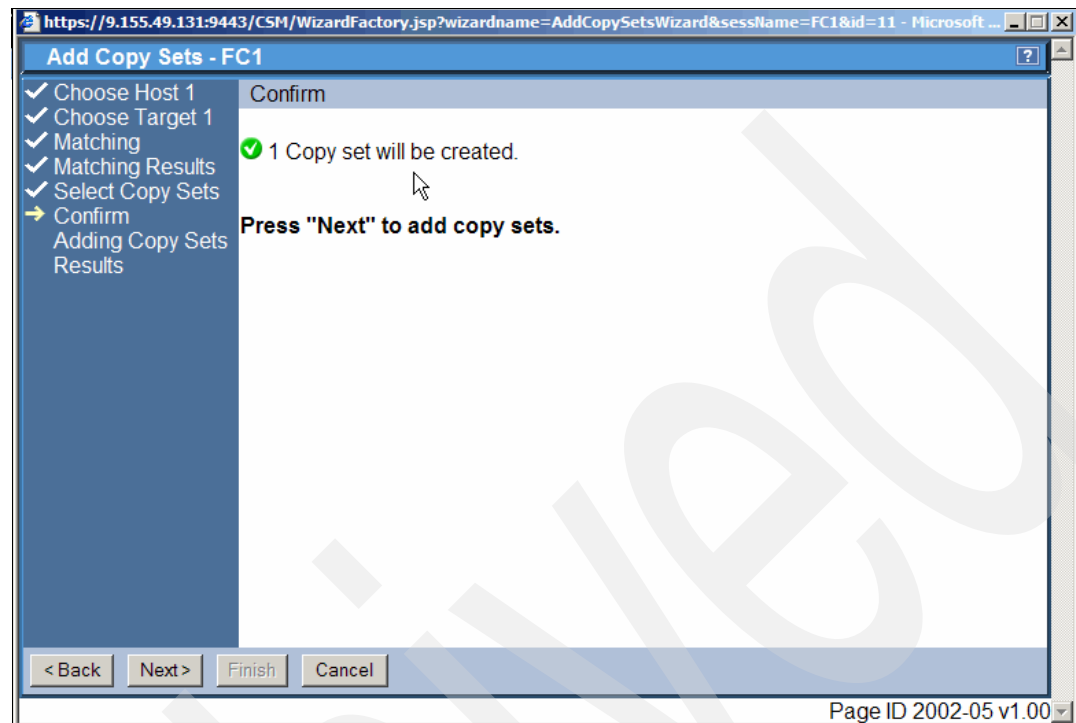 https://9.155.49.131:9443/CSM/WizardFactory.jsp?wizardname=AddCopySetsWizard&sessName=FC1&id=11 - Microsoft ...
Add Copy Sets - FC1
?
Choose Host 1
Choose Target 1
Matching
Matching Results
Select Copy Sets
Confirm
Adding Copy Sets
Results
Confirm
1 Copy set will be created.
Press "Next" to add copy sets.
< Back Next > Finish Cancel
Page ID 2002-05 v1.00